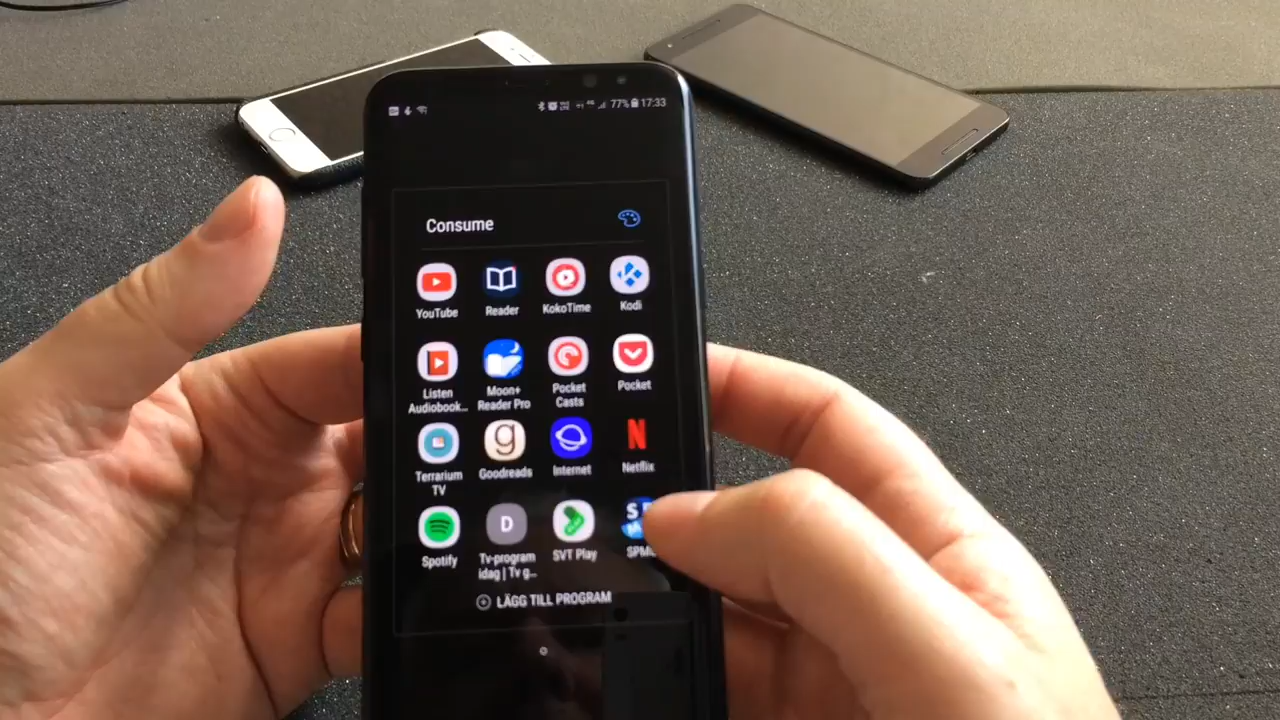 77% 17:33
Consume
YouTube
Reader
KokoTime
Kodi
Listen
Audiobook...
Moon+
Reader Pro
Pocket
Casts
Pocket
Terrarium
TV
g
Goodreads
Internet
N
Netflix
Spotify
D
Tv-program
idag | Tv g...
SVT Play
SPMC
LÄGG TILL PROGRAM